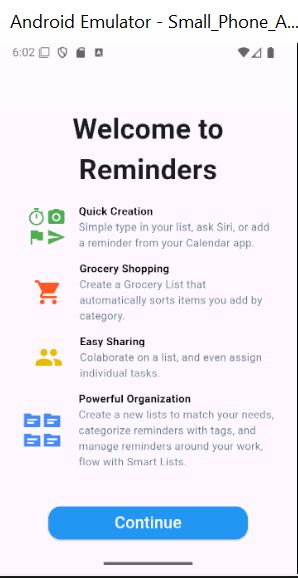 Android Emulator - Small_Phone_A...
6:02
Welcome to
Reminders
Quick Creation
Simple type in your list, ask Siri, or add
a reminder from your Calendar app.
Grocery Shopping
Create a Grocery List that
automatically sorts items you add by
category.
Easy Sharing
Colaborate on a list, and even assign
individual tasks.
Powerful Organization
Create a new lists to match your needs,
categorize reminders with tags, and
manage reminders around your work,
flow with Smart Lists.
Continue